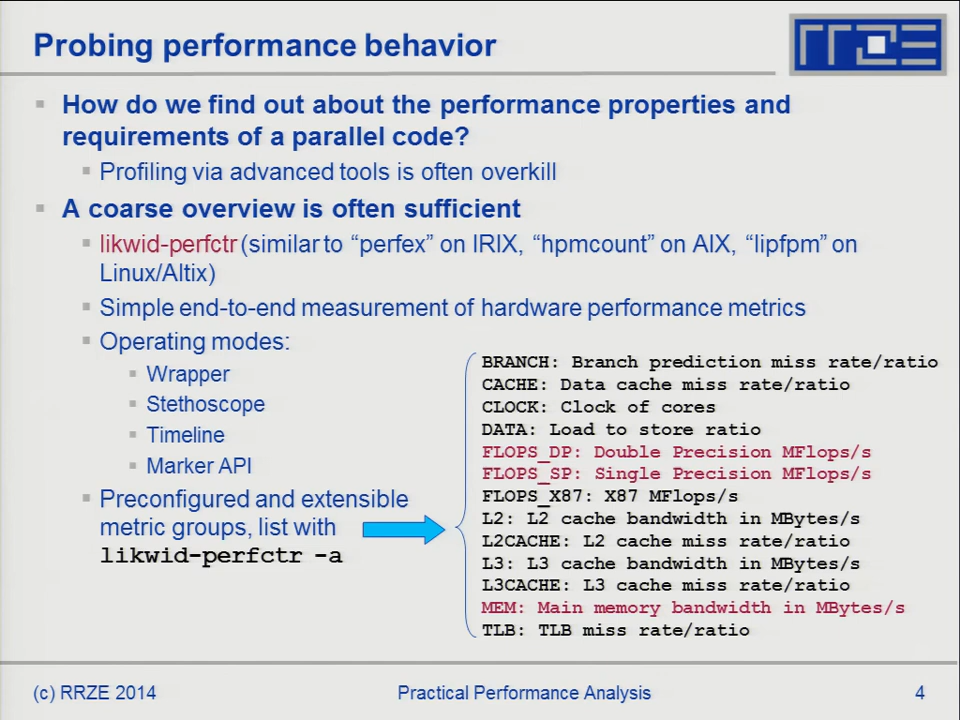 Probing performance behavior
RRZE
How do we find out about the performance properties and
requirements of a parallel code?
Profiling via advanced tools is often overkill
A coarse overview is often sufficient
likwid-perfctr (similar to “perfex” on IRIX, “hpmcount” on AIX, “lipfpm” on
Linux/Altix)
Simple end-to-end measurement of hardware performance metrics
Operating modes:
Wrapper
Stethoscope
Timeline
Marker API
Preconfigured and extensible
metric groups, list with
likwid-perfctr -a
BRANCH: Branch prediction miss rate/ratio
CACHE: Data cache miss rate/ratio
CLOCK: Clock of cores
DATA: Load to store ratio
FLOPS_DP: Double Precision MFlops/s
FLOPS_SP: Single Precision MFlops/s
FLOPS_X87: X87 MFlops/s
L2: L2 cache bandwidth in MBytes/s
L2CACHE: L2 cache miss rate/ratio
L3: L3 cache bandwidth in MBytes/s
L3CACHE: L3 cache miss rate/ratio
MEM: Main memory bandwidth in MBytes/s
TLB: TLB miss rate/ratio
(c) RRZE 2014
Practical Performance Analysis
4